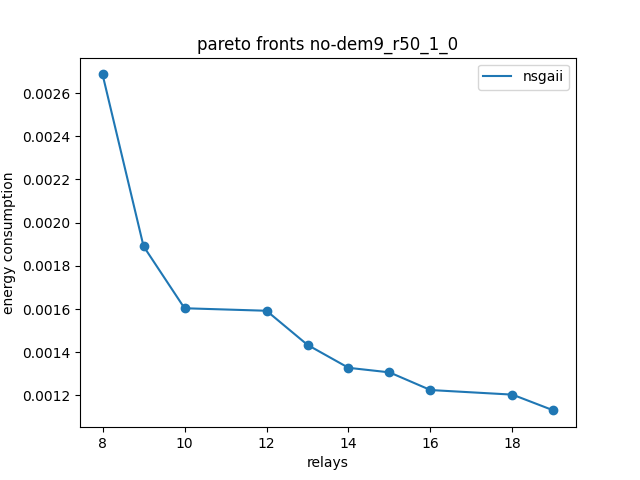 pareto fronts no-dem9_r50_1_0
nsgaii
0.0026
0.0024
0.0022
0.0020
0.0018
0.0016
0.0014
0.0012
energy consumption
8 10 12 14 16 18
relays